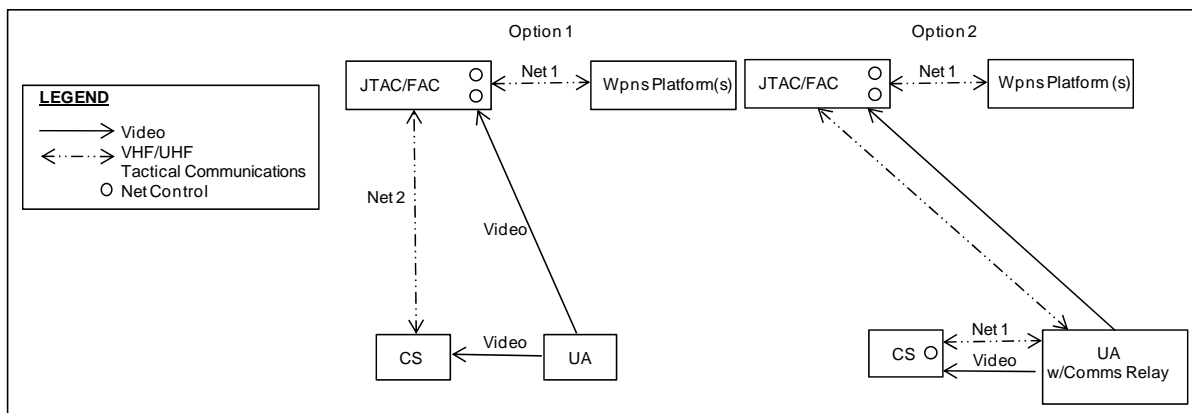 Option 1
Option 2
LEGEND
Video
VHF/UHF
Tactical Communications
Net Control
JTAC/FAC
Net 1
Wpns Platform(s)
JTAC/FAC
Net 1
Wpns Platform (s)
Net 2
Video
CS
Video
UA
CS
Net 1
Video
UA
w/Comms Relay